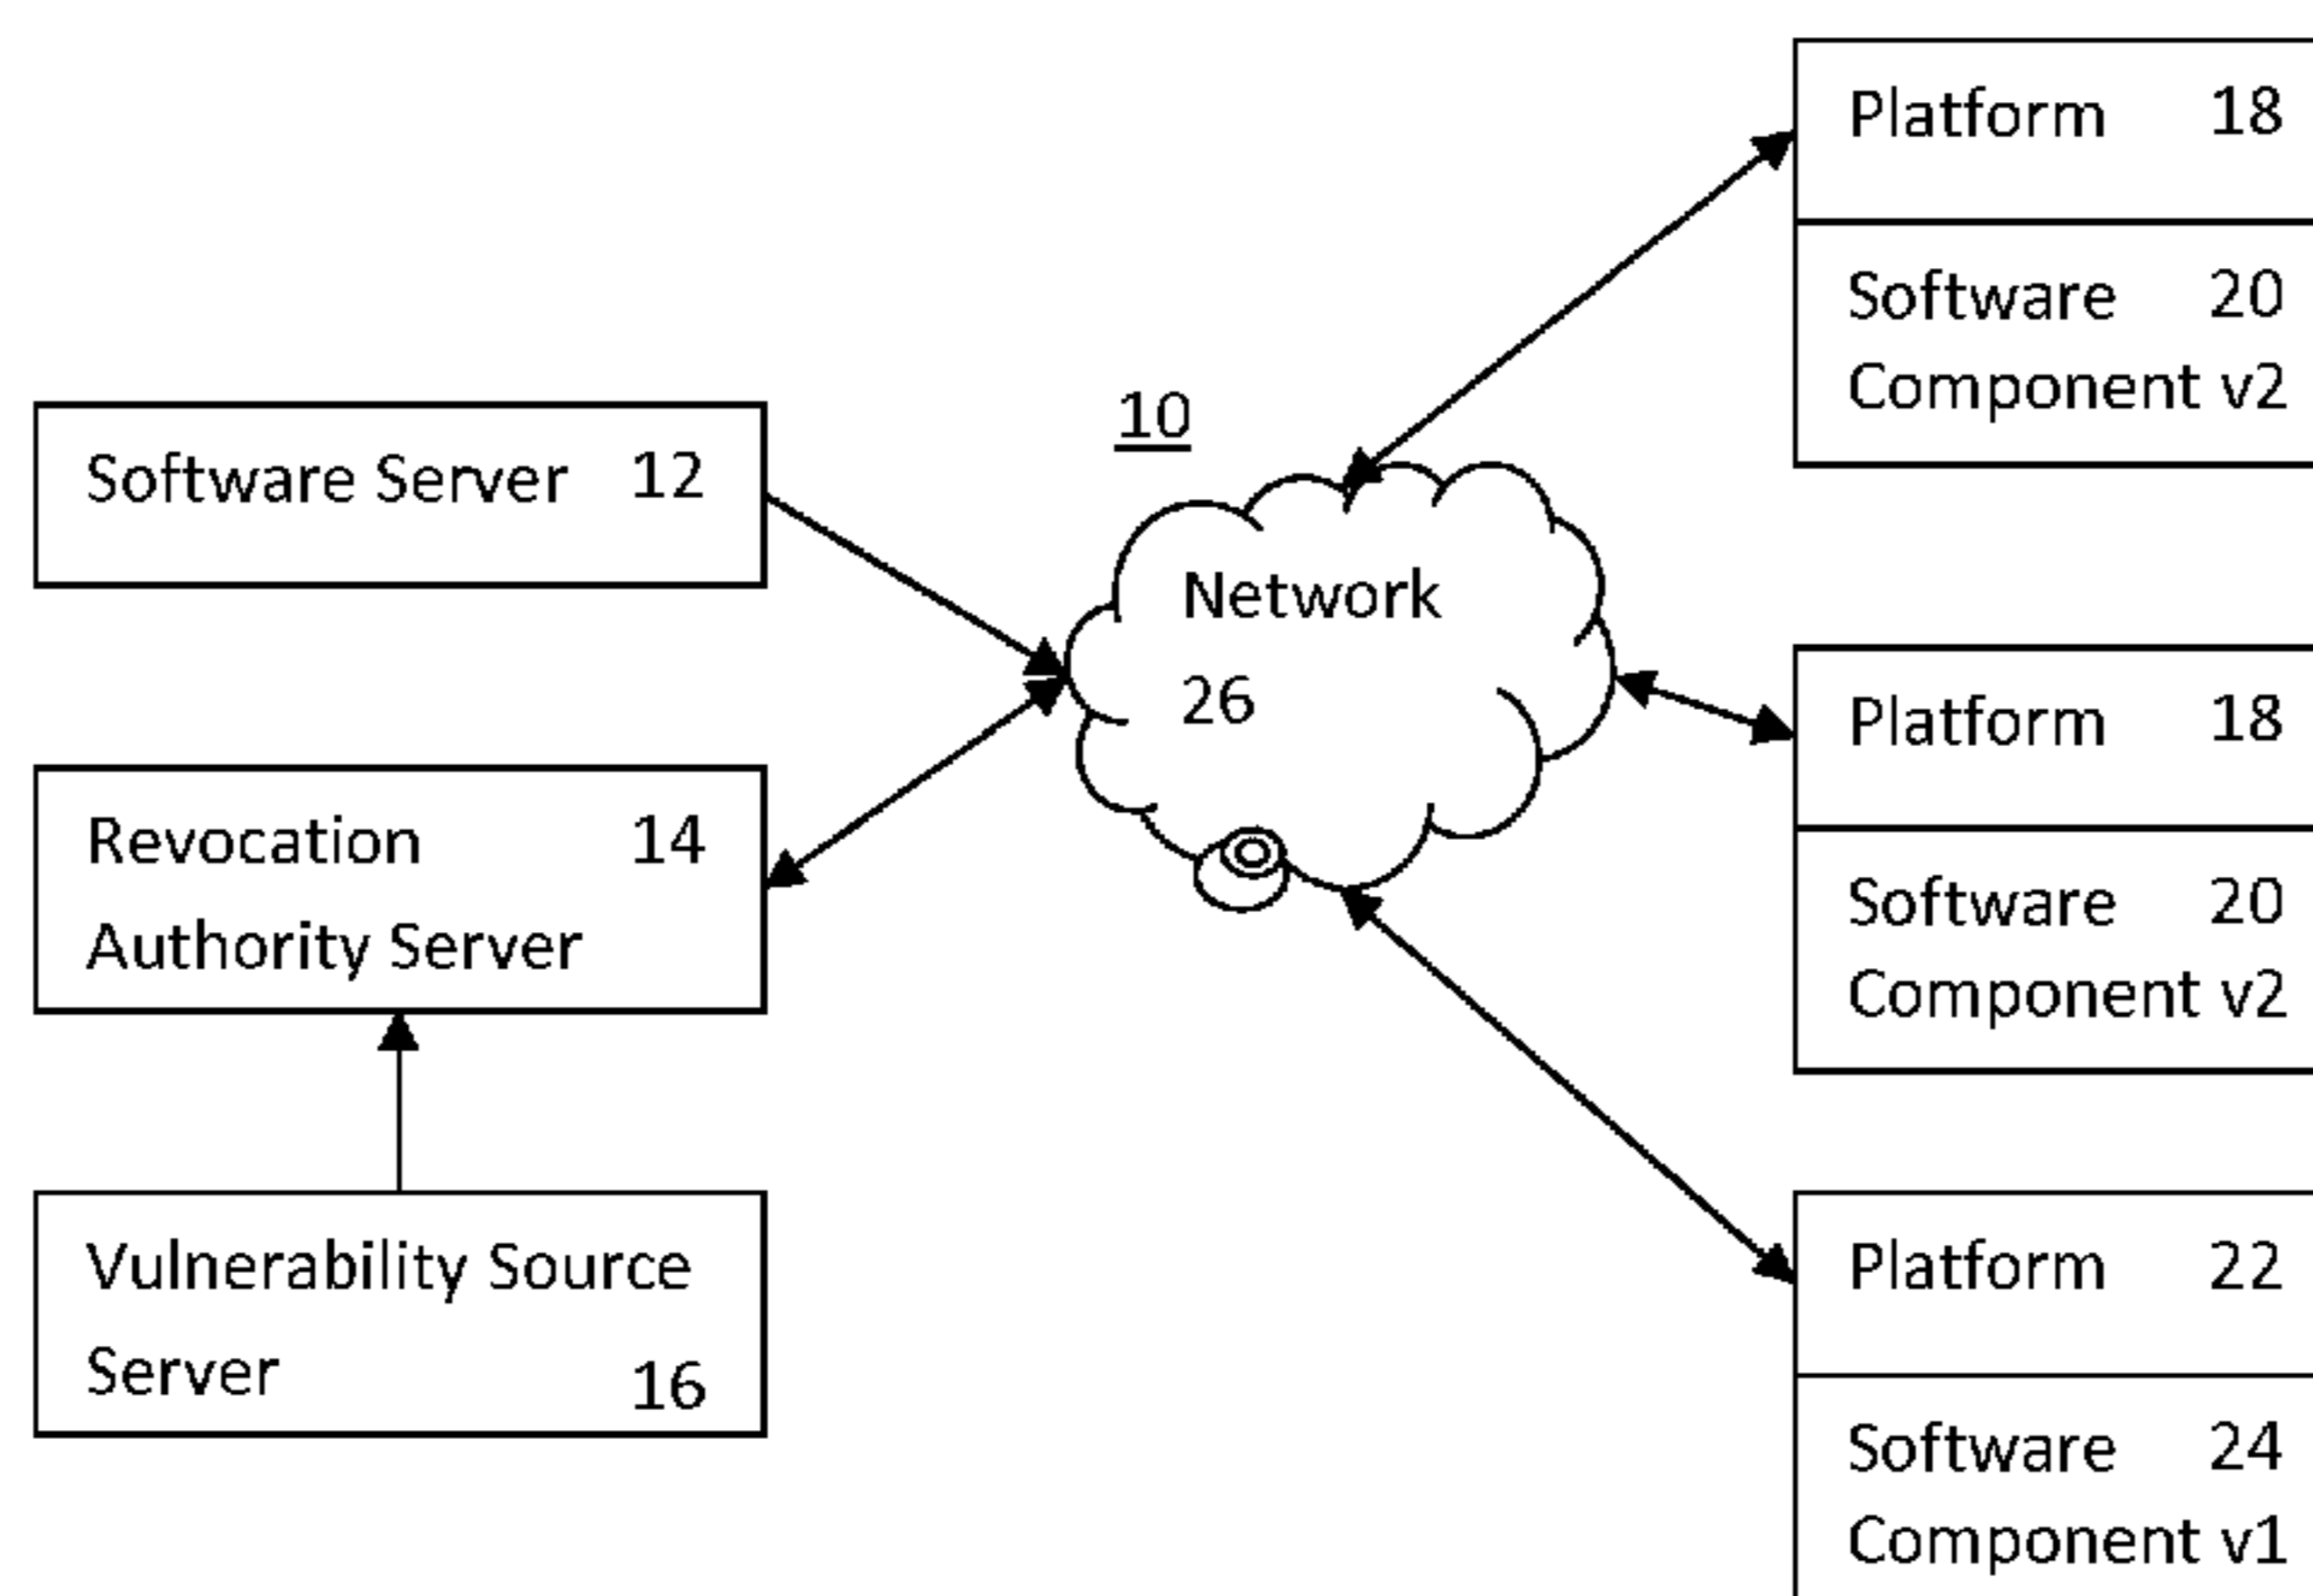 Software Server 12
Revocation 14
Authority Server
Vulnerability Source
Server 16
10
Network
26
Platform 18
Software 20
Component v2
Platform 18
Software 20
Component v2
Platform 22
Software 24
Component v1